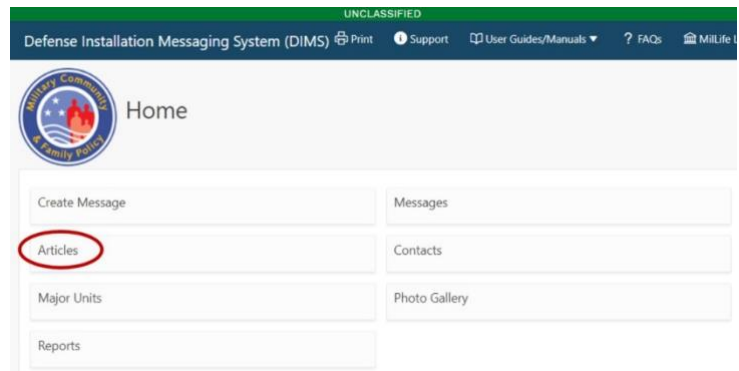 UNCLASSIFIED
Defense Installation Messaging System (DIMS) Print Support User Guides/Manuals ? FAQs MilLife L
Military Community
& Family Policy
Home
Create Message Messages
Articles Contacts
Major Units Photo Gallery
Reports